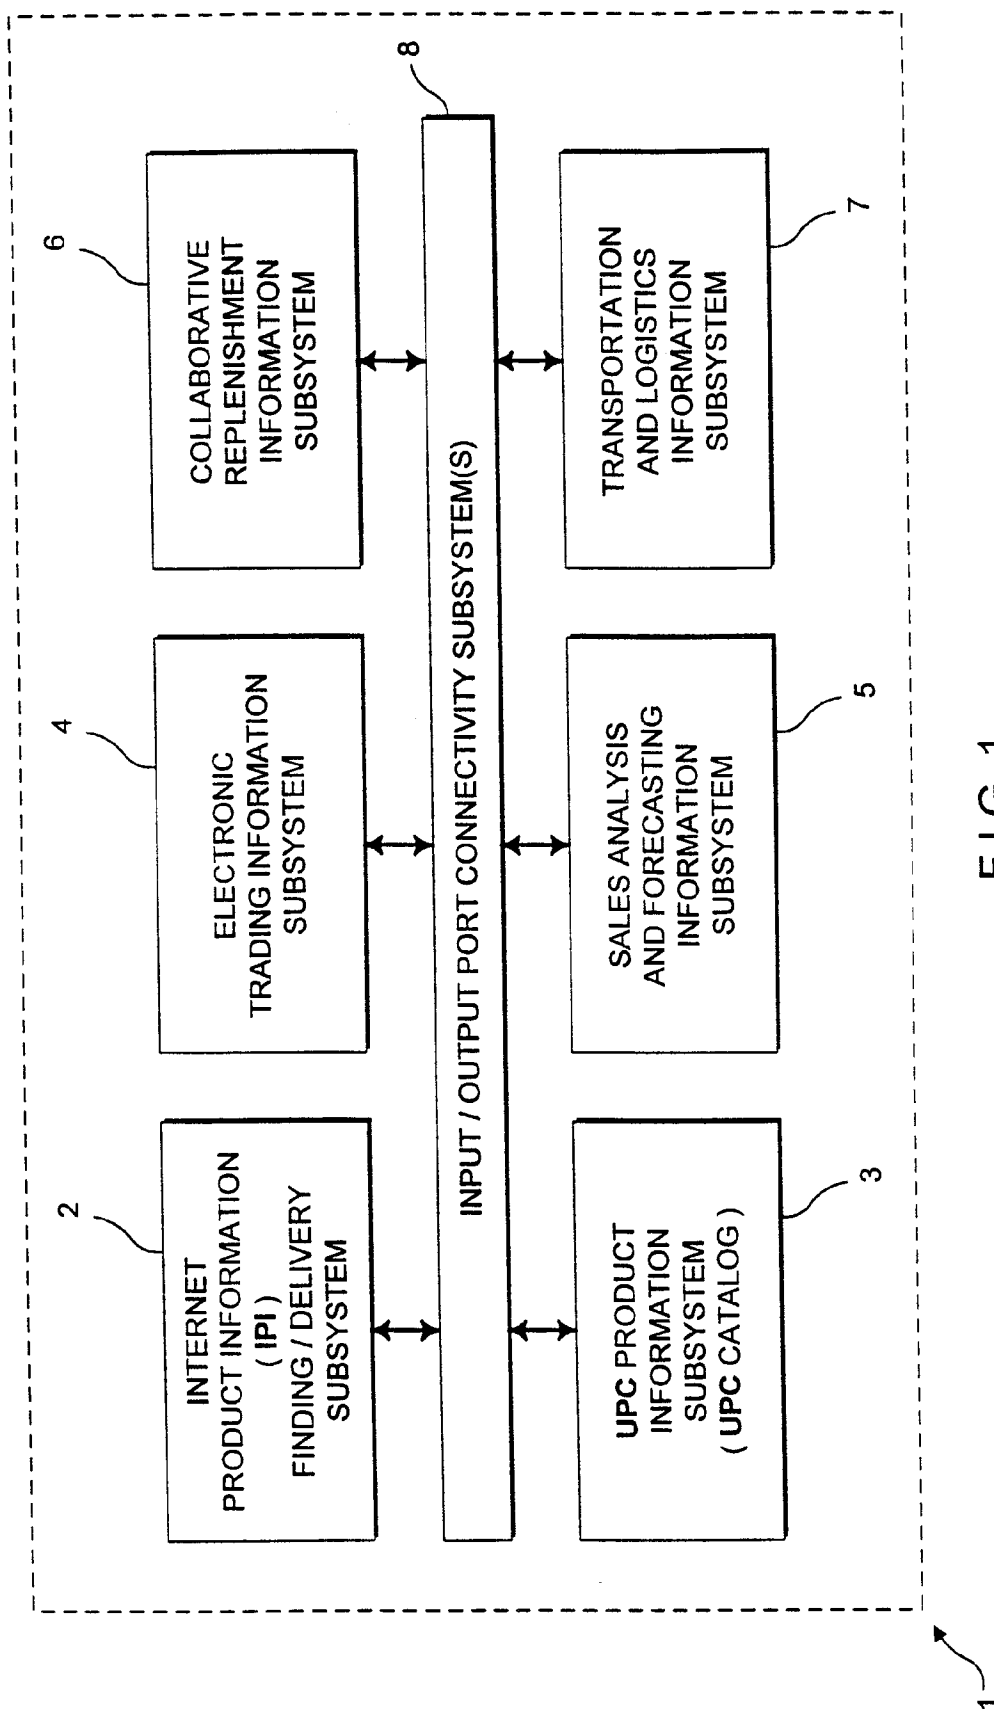 2
4
6
INTERNET
PRODUCT INFORMATION
( IPI )
FINDING / DELIVERY
SUBSYSTEM
ELECTRONIC
TRADING INFORMATION
SUBSYSTEM
COLLABORATIVE
REPLENISHMENT
INFORMATION
SUBSYSTEM
8
INPUT / OUTPUT PORT CONNECTIVITY SUBSYSTEM(S)
UPC PRODUCT
INFORMATION
SUBSYSTEM
( UPC CATALOG )
SALES ANALYSIS
AND FORECASTING
INFORMATION
SUBSYSTEM
TRANSPORTATION
AND LOGISTICS
INFORMATION
SUBSYSTEM
3
5
7
1
FIG. 1